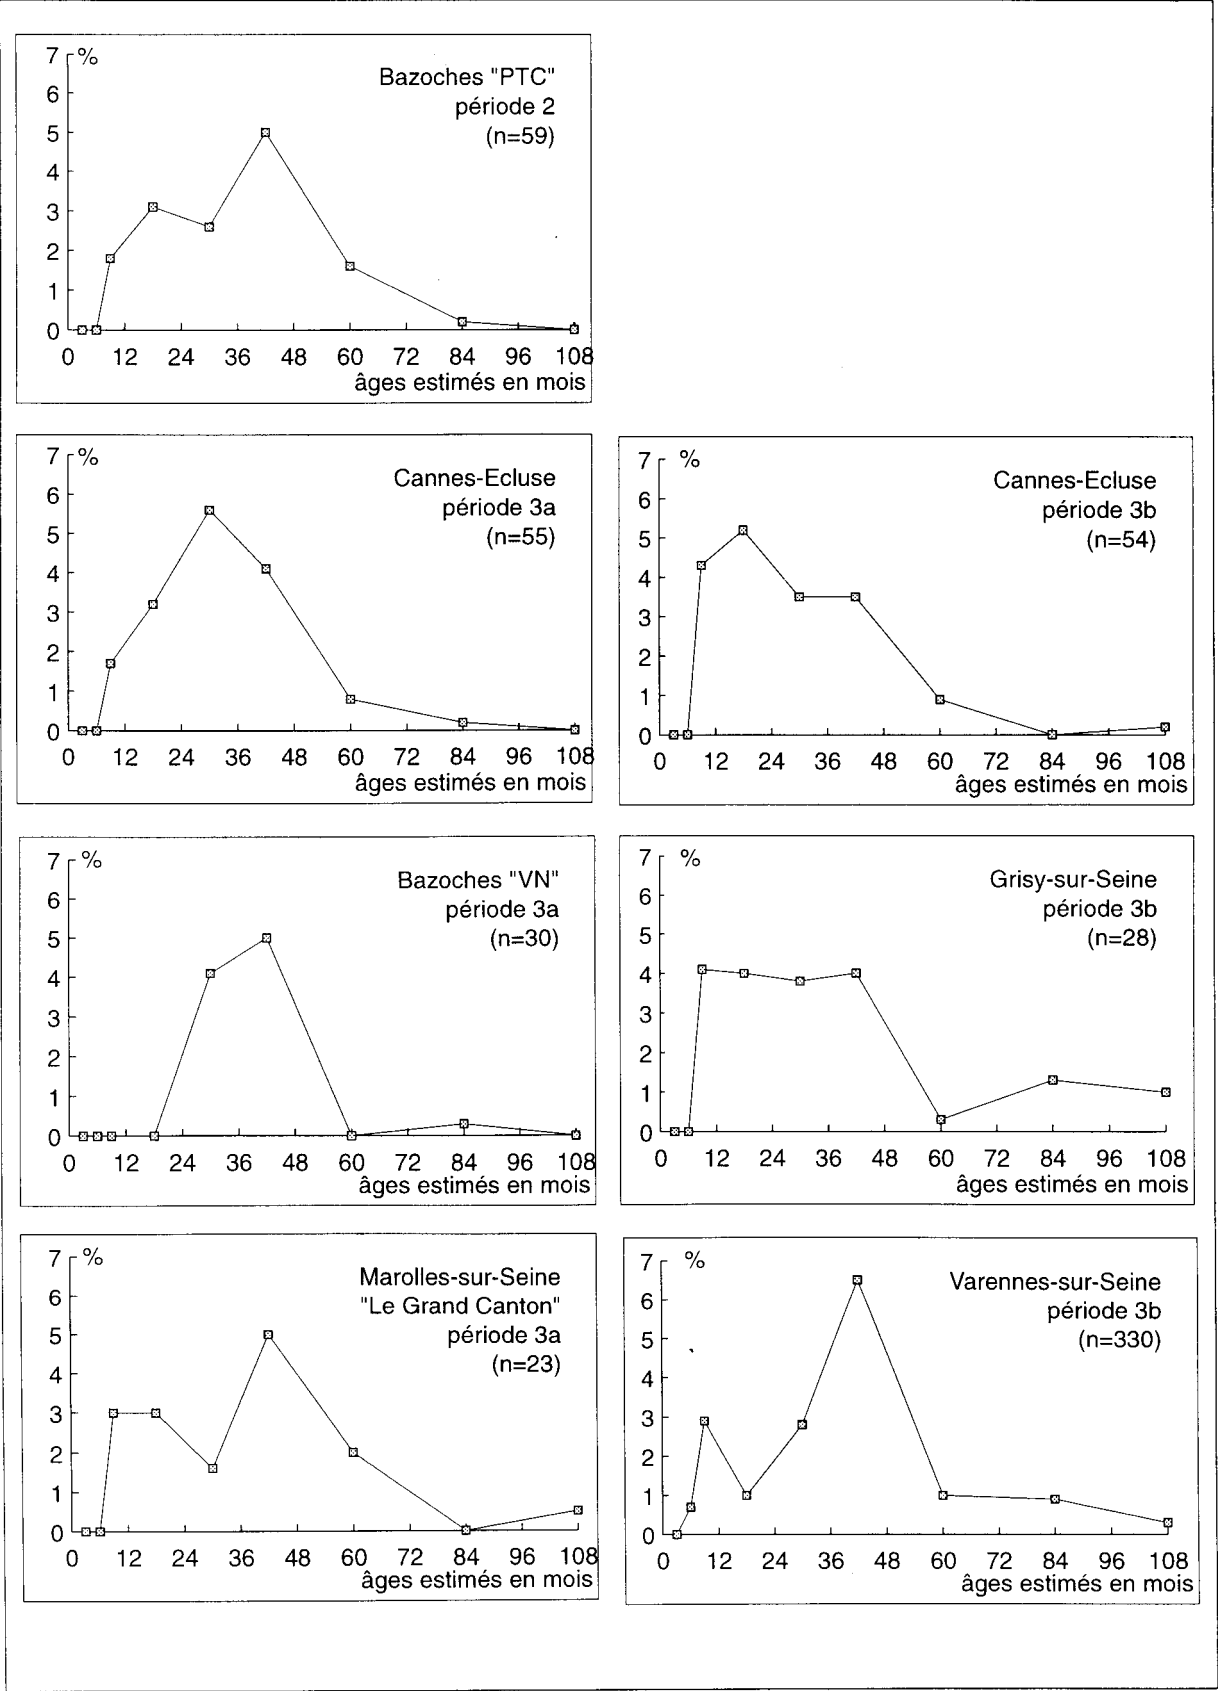 7 %
Bazoches "PTC"
période 2
(n=59)
6
5
4
3
2
1
0
0 12 24 36 48 60 72 84 96 108
âges estimés en mois
7 %
Cannes-Ecluse
période 3a
(n=55)
6
5
4
3
2
1
0
0 12 24 36 48 60 72 84 96 108
âges estimés en mois
7 %
Cannes-Ecluse
période 3b
(n=54)
6
5
4
3
2
1
0
0 12 24 36 48 60 72 84 96 108
âges estimés en mois
7 %
Bazoches "VN"
période 3a
(n=30)
6
5
4
3
2
1
0
0 12 24 36 48 60 72 84 96 108
âges estimés en mois
7 %
Grisy-sur-Seine
période 3b
(n=28)
6
5
4
3
2
1
0
0 12 24 36 48 60 72 84 96 108
âges estimés en mois
7 %
Marolles-sur-Seine
"Le Grand Canton"
période 3a
(n=23)
6
5
4
3
2
1
0
0 12 24 36 48 60 72 84 96 108
âges estimés en mois
7 %
Varennes-sur-Seine
période 3b
(n=330)
6
5
4
3
2
1
0
0 12 24 36 48 60 72 84 96 108
âges estimés en mois